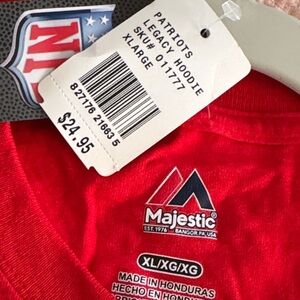 NFL
PATRIOTS
LEGACY HOODIE
SKU# 011777
XLARGE
8 27176 21663 5
$24.95
Majestic®
EST. 1976 BANGOR, PA, USA
XL/XG/XG
MADE IN HONDURAS
HECHO EN HONDURAS